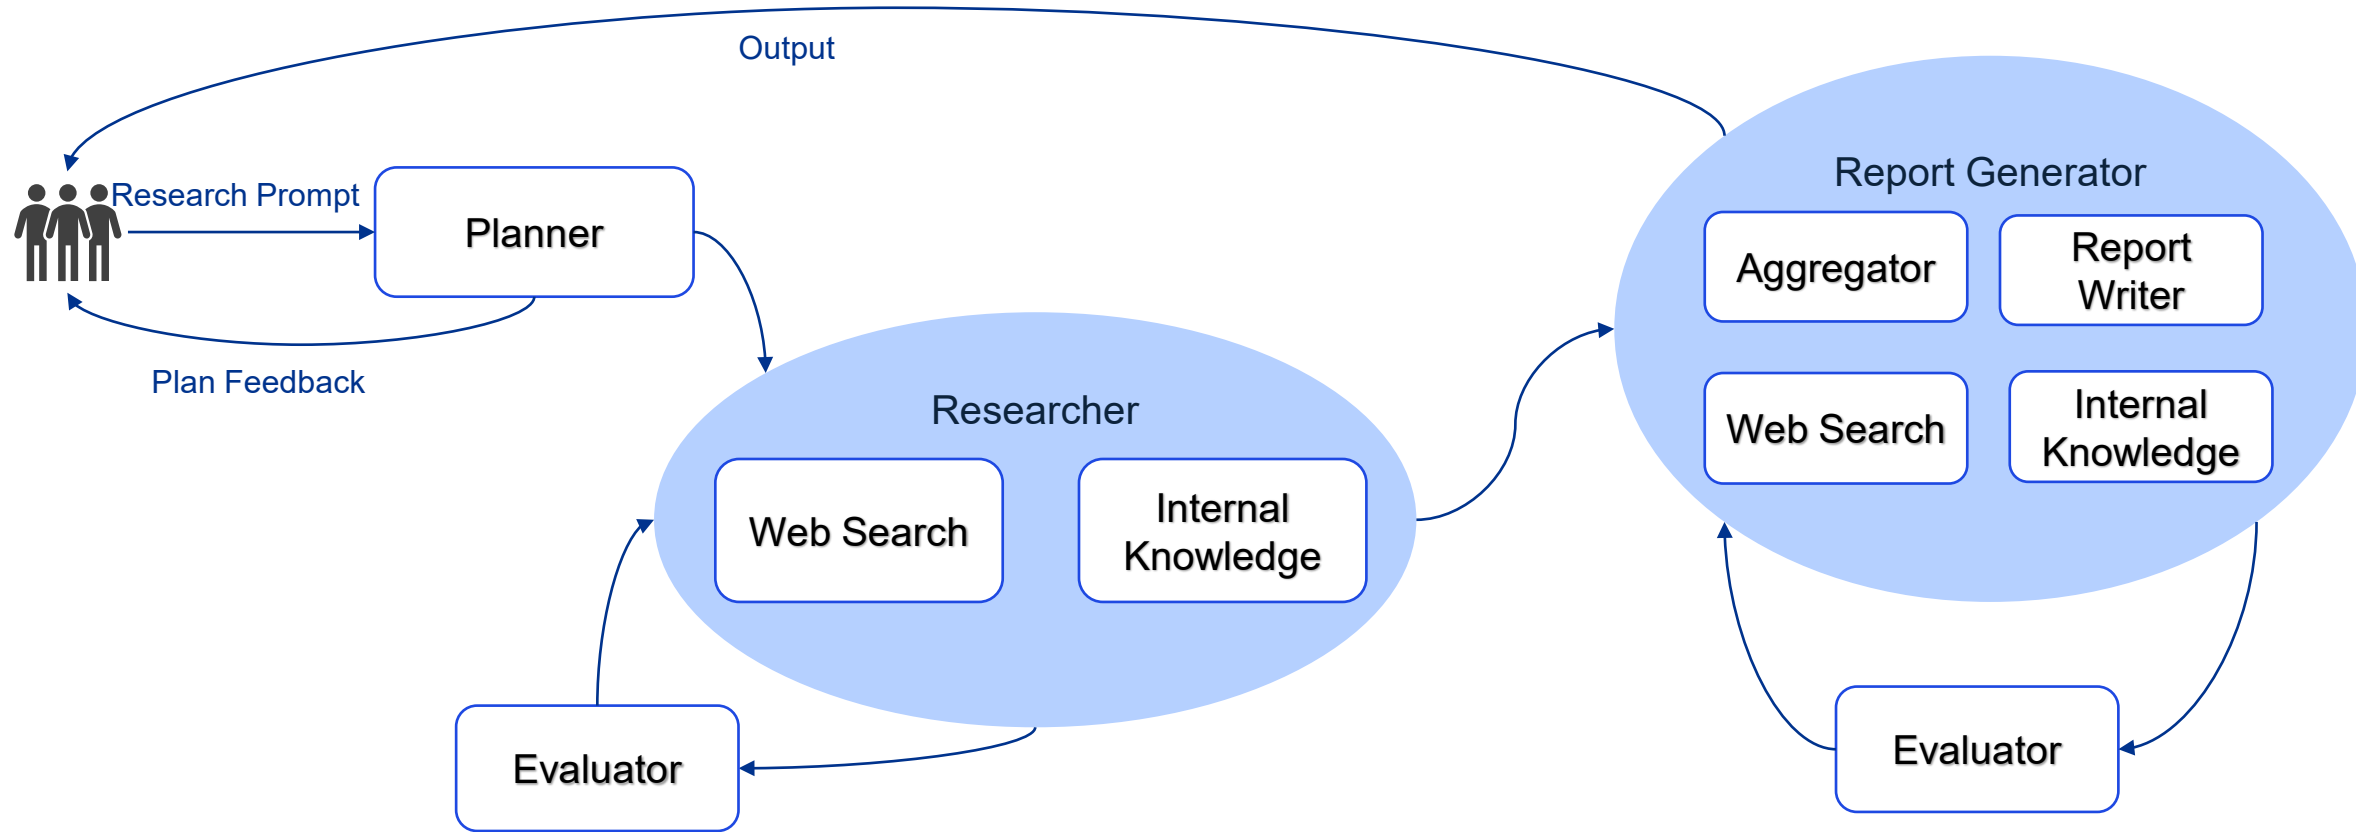 Output
Research Prompt
Planner
Plan Feedback
Researcher
Web Search
Internal
Knowledge
Evaluator
Report Generator
Aggregator
Report
Writer
Web Search
Internal
Knowledge
Evaluator